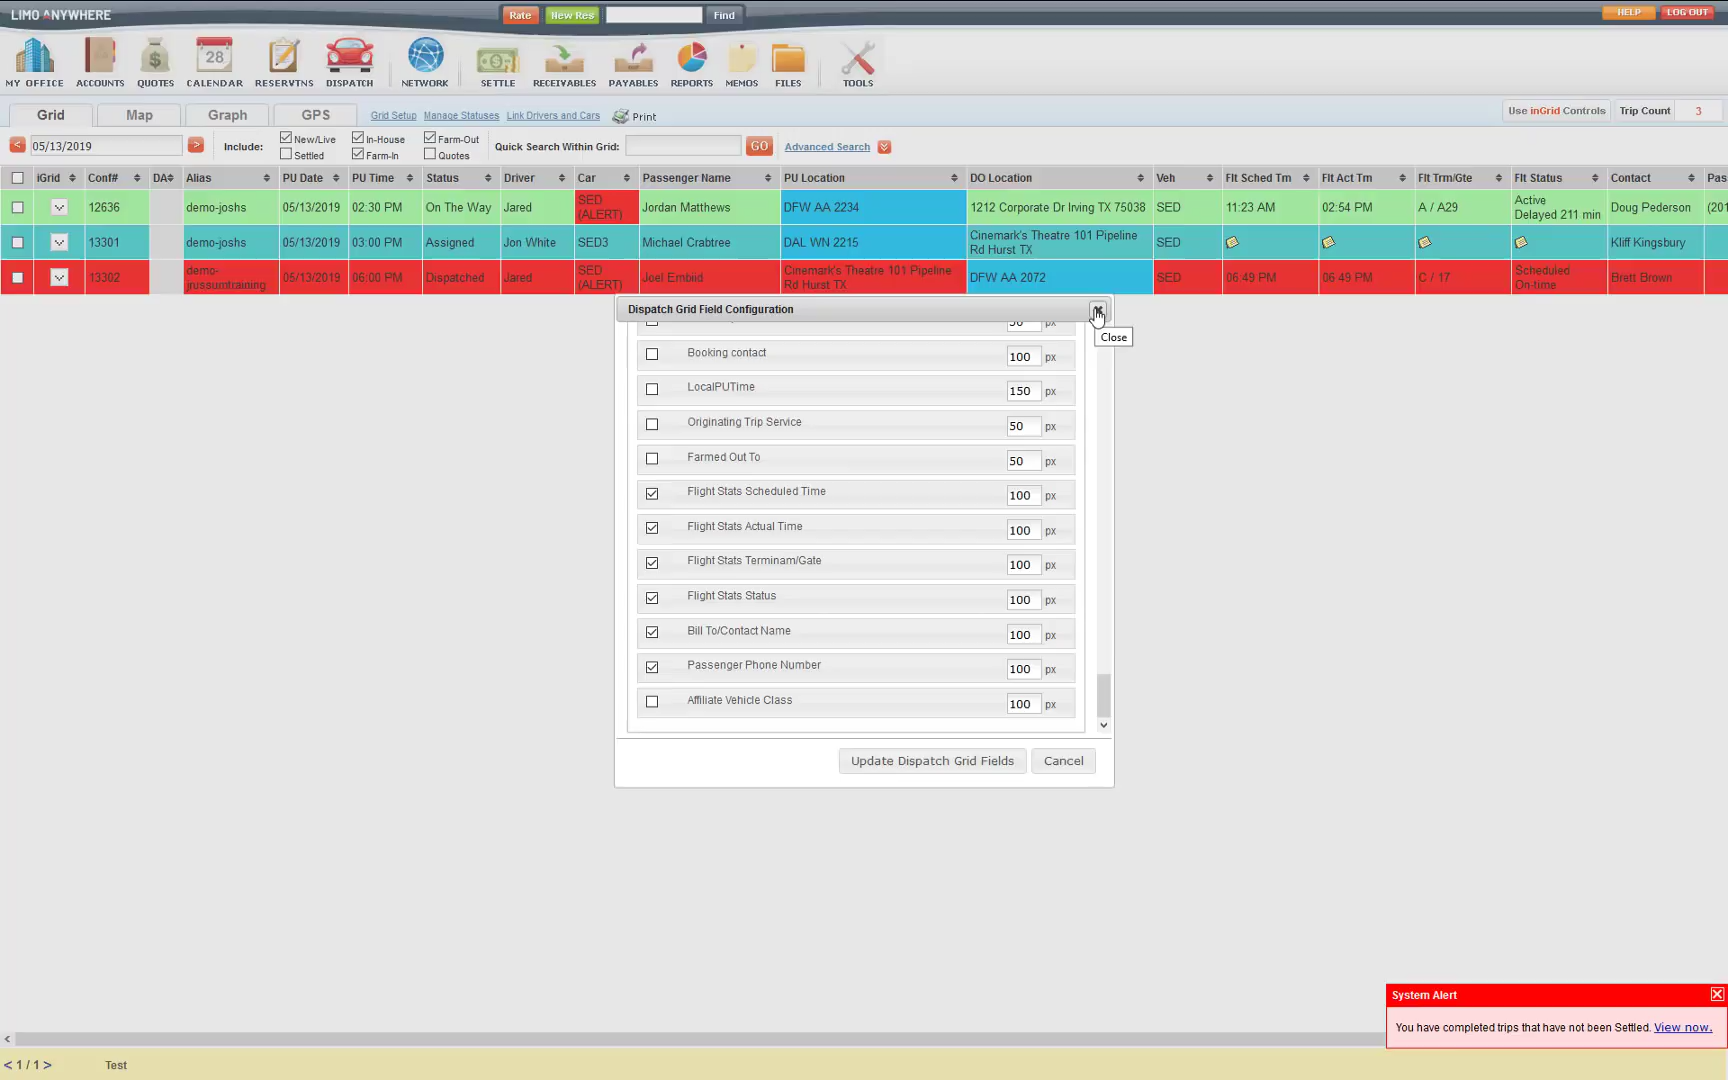 LIMO ANYWHERE
Rate
New Res
Find
HELP
LOG OUT
28
MY OFFICE
ACCOUNTS
QUOTES
CALENDAR
RESERVTNS
DISPATCH
NETWORK
SETTLE
RECEIVABLES
PAYABLES
REPORTS
MEMOS
FILES
TOOLS
Grid
Map
Graph
GPS
Grid Setup
Manage Statuses
Link Drivers and Cars
Print
Use inGrid Controls
Trip Count
3
<
05/13/2019
>
Include:
New/Live
In-House
Farm-Out
Settled
Farm-In
Quotes
Quick Search Within Grid:
GO
Advanced Search
iGrid Conf# DA Alias PU Date PU Time Status Driver Car Passenger Name PU Location DO Location Veh Flt Sched Tm Flt Act Tm Flt Trm/Gte Flt Status Contact Pas
12636 demo-joshs 05/13/2019 02:30 PM On The Way Jared SED (ALERT) Jordan Matthews DFW AA 2234 1212 Corporate Dr Irving TX 75038 SED 11:23 AM 02:54 PM A / A29 Active Delayed 211 min Doug Pederson (201
13301 demo-joshs 05/13/2019 03:00 PM Assigned Jon White SED3 Michael Crabtree DAL WN 2215 Cinemark's Theatre 101 Pipeline Rd Hurst TX SED Kliff Kingsbury
13302 demo-jrussumtraining 05/13/2019 06:00 PM Dispatched Jared SED (ALERT) Joel Embiid Cinemark's Theatre 101 Pipeline Rd Hurst TX DFW AA 2072 SED 06:49 PM 06:49 PM C / 17 Scheduled On-time Brett Brown
Dispatch Grid Field Configuration
Close
50 px
Booking contact 100 px
LocalPUTime 150 px
Originating Trip Service 50 px
Farmed Out To 50 px
Flight Stats Scheduled Time 100 px
Flight Stats Actual Time 100 px
Flight Stats Terminam/Gate 100 px
Flight Stats Status 100 px
Bill To/Contact Name 100 px
Passenger Phone Number 100 px
Affiliate Vehicle Class 100 px
Update Dispatch Grid Fields
Cancel
System Alert
You have completed trips that have not been Settled. View now.
< 1 / 1 >
Test